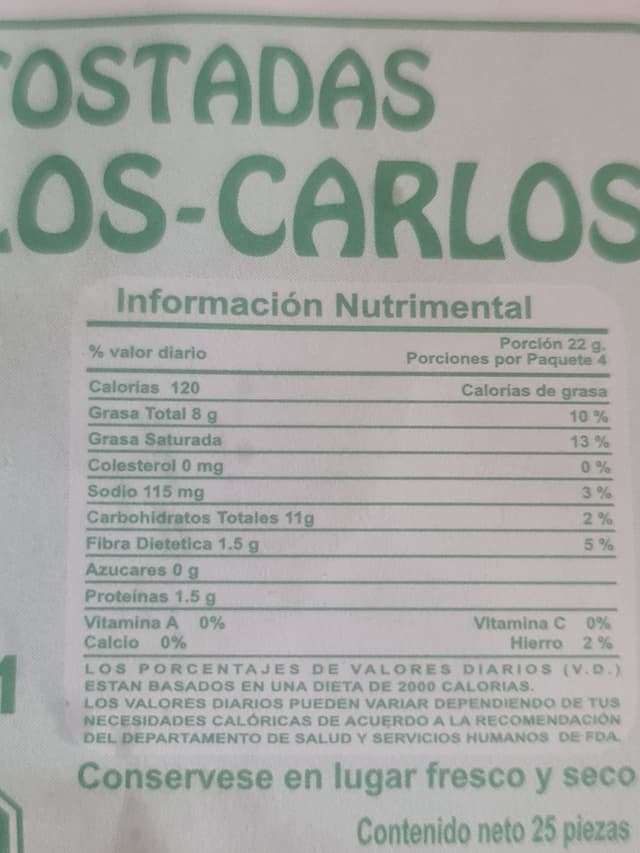 TOSTADAS
LOS-CARLOS
Información Nutrimental
% valor diario
Porción 22 g.
Porciones por Paquete 4
Calorias 120 Calorías de grasa
Grasa Total 8 g 10 %
Grasa Saturada 13 %
Colesterol 0 mg 0 %
Sodio 115 mg 3 %
Carbohidratos Totales 11g 2 %
Fibra Dietetica 1.5 g 5 %
Azucares 0 g
Proteínas 1.5 g
Vitamina A 0% Vitamina C 0%
Calcio 0% Hierro 2 %
LOS PORCENTAJES DE VALORES DIARIOS (V.D.)
ESTAN BASADOS EN UNA DIETA DE 2000 CALORIAS.
LOS VALORES DIARIOS PUEDEN VARIAR DEPENDIENDO DE TUS
NECESIDADES CALÓRICAS DE ACUERDO A LA RECOMENDACIÓN
DEL DEPARTAMENTO DE SALUD Y SERVICIOS HUMANOS DE FDA.
1
Conservese en lugar fresco y seco
Contenido neto 25 piezas